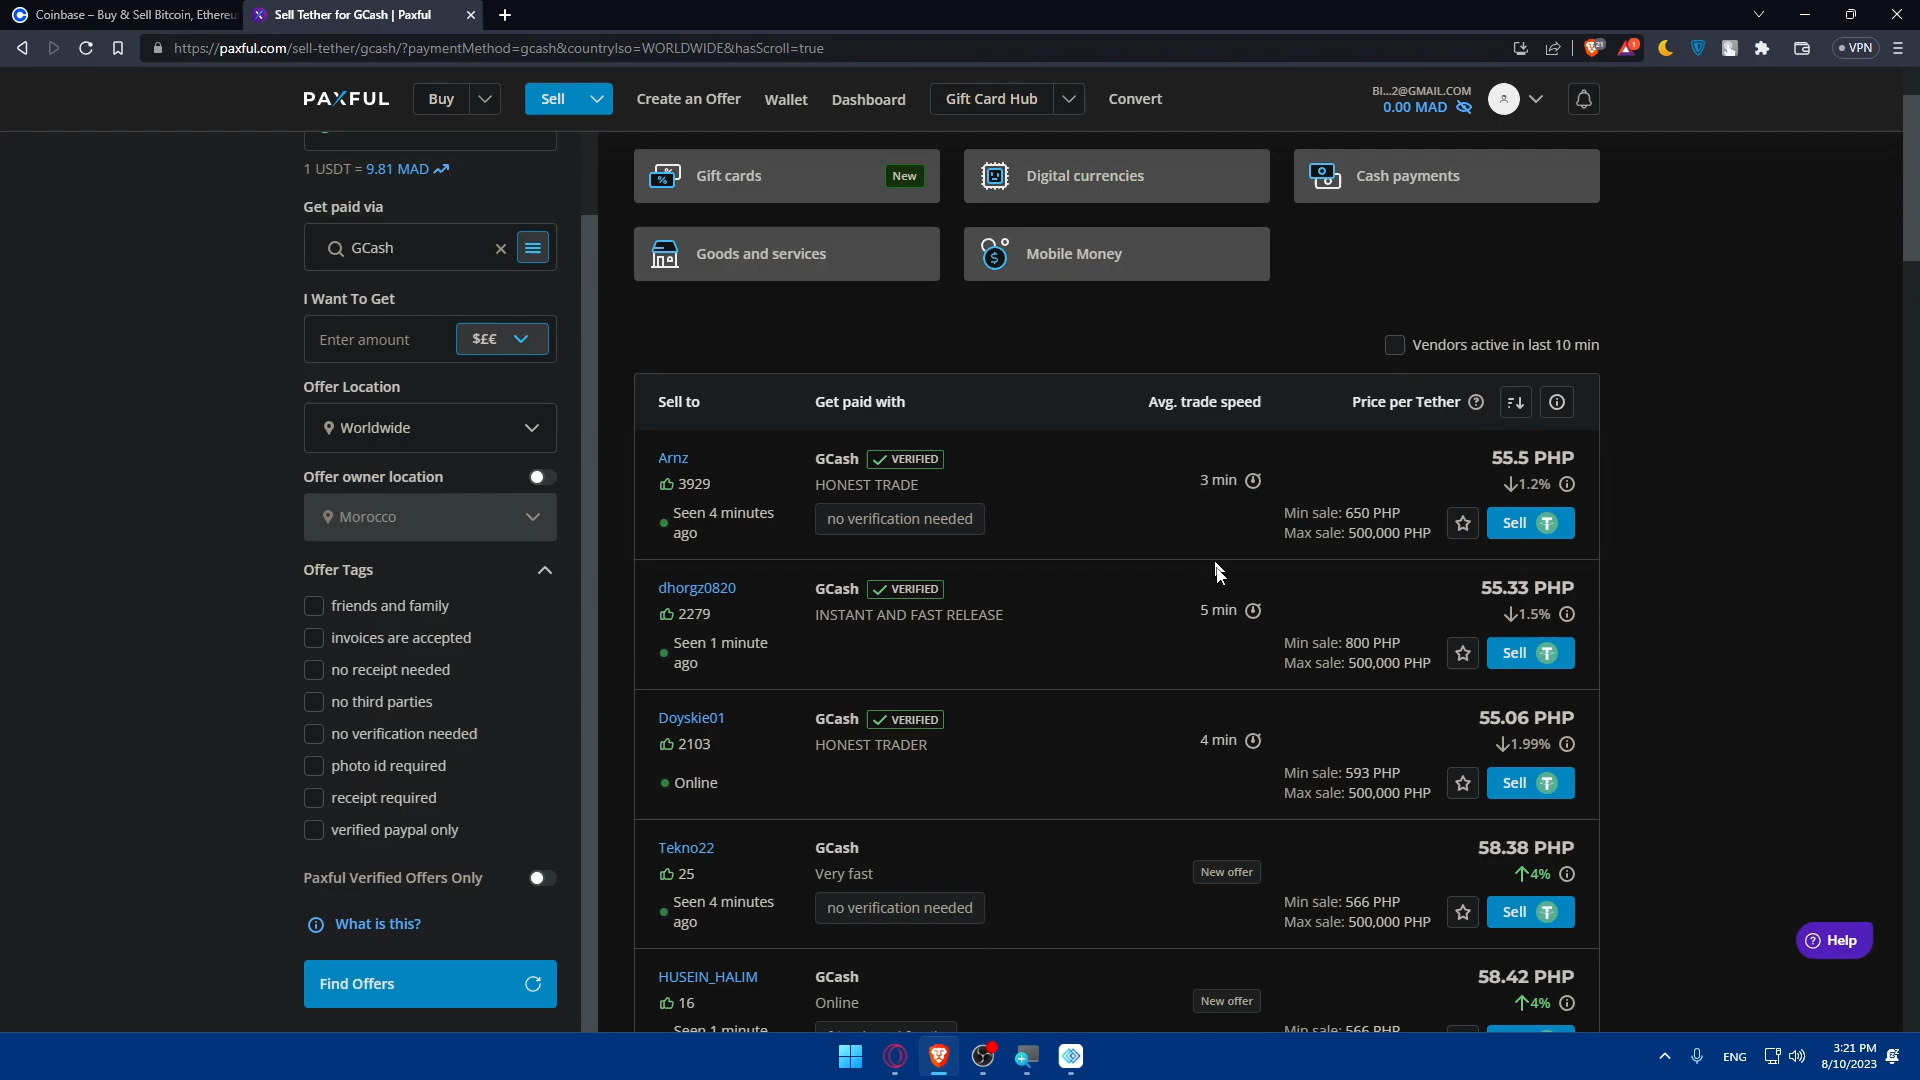 Coinbase – Buy & Sell Bitcoin, Ethereu
Sell Tether for GCash | Paxful
https://paxful.com/sell-tether/gcash/?paymentMethod=gcash&countryIso=WORLDWIDE&hasScroll=true
21
1
VPN
PAXFUL
Buy
Sell
Create an Offer
Wallet
Dashboard
Gift Card Hub
Convert
BI...2@GMAIL.COM
0.00 MAD
1 USDT = 9.81 MAD
Get paid via
GCash
I Want To Get
Enter amount
$£€
Offer Location
Worldwide
Offer owner location
Morocco
Offer Tags
friends and family
invoices are accepted
no receipt needed
no third parties
no verification needed
photo id required
receipt required
verified paypal only
Paxful Verified Offers Only
What is this?
Find Offers
Gift cards
New
Digital currencies
Cash payments
Goods and services
Mobile Money
Vendors active in last 10 min
Sell to
Get paid with
Avg. trade speed
Price per Tether
Arnz
3929
Seen 4 minutes
ago
GCash
VERIFIED
HONEST TRADE
no verification needed
3 min
55.5 PHP
1.2%
Min sale: 650 PHP
Max sale: 500,000 PHP
Sell
dhorgz0820
2279
Seen 1 minute
ago
GCash
VERIFIED
INSTANT AND FAST RELEASE
5 min
55.33 PHP
1.5%
Min sale: 800 PHP
Max sale: 500,000 PHP
Sell
Doyskie01
2103
Online
GCash
VERIFIED
HONEST TRADER
4 min
55.06 PHP
1.99%
Min sale: 593 PHP
Max sale: 500,000 PHP
Sell
Tekno22
25
Seen 4 minutes
ago
GCash
Very fast
no verification needed
New offer
58.38 PHP
4%
Min sale: 566 PHP
Max sale: 500,000 PHP
Sell
HUSEIN_HALIM
16
Seen 1 minute
GCash
Online
New offer
58.42 PHP
4%
Min sale: 566 PHP
Help
ENG
3:21 PM
8/10/2023